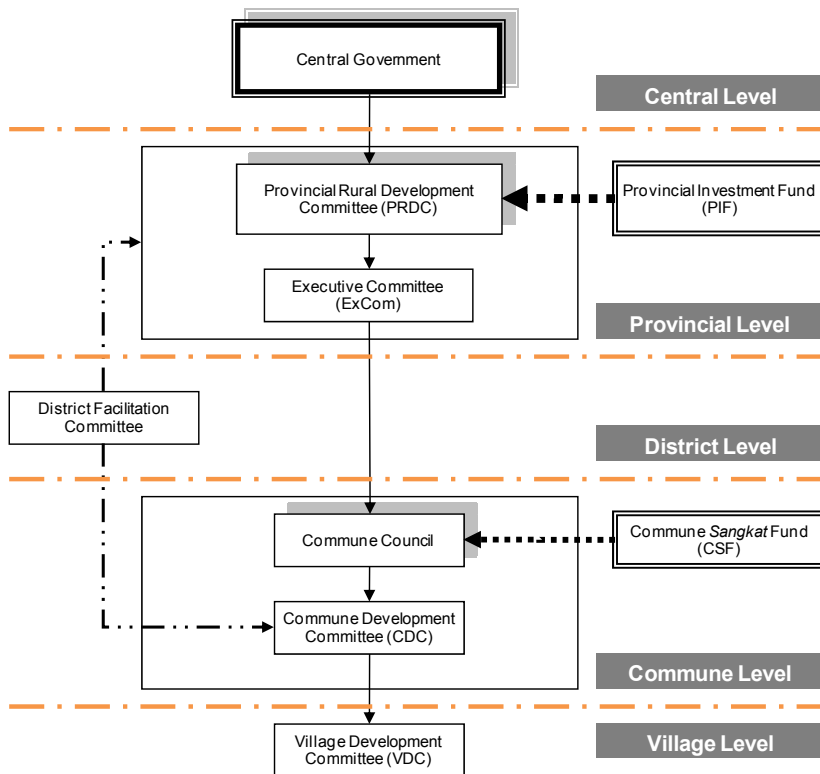 Central Government
Central Level
Provincial Rural Development
Committee (PRDC)
Provincial Investment Fund
(PIF)
Executive Committee
(ExCom)
Provincial Level
District Facilitation
Committee
District Level
Commune Council
Commune Sangkat Fund
(CSF)
Commune Development
Committee (CDC)
Commune Level
Village Development
Committee (VDC)
Village Level